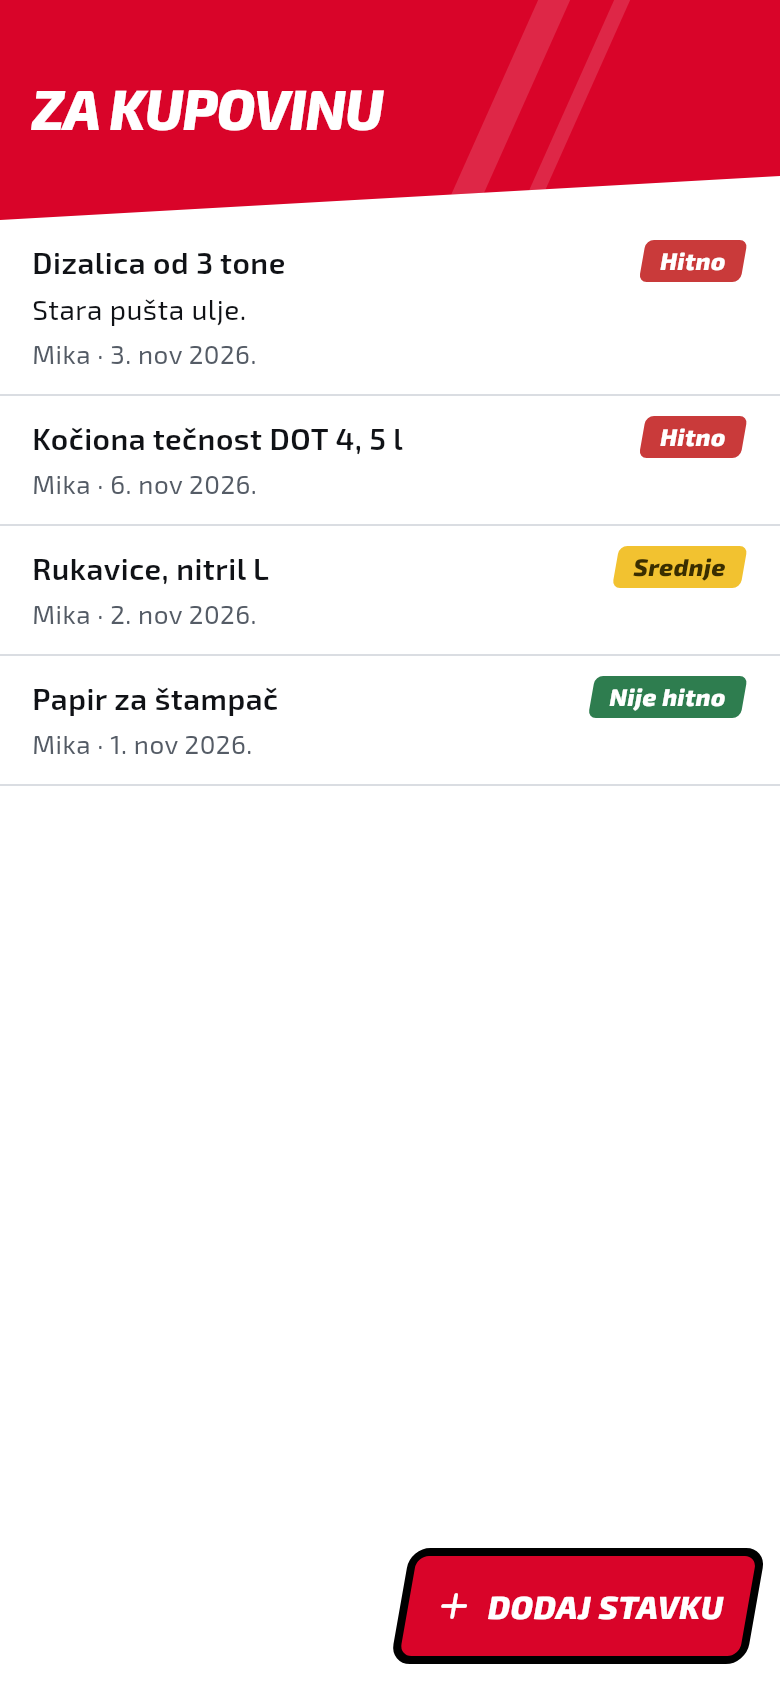 ZA KUPOVINU
Dizalica od 3 tone
Hitno
Stara pušta ulje.
Mika · 3. nov 2026.
Kočiona tečnost DOT 4, 5 l
Hitno
Mika · 6. nov 2026.
Rukavice, nitril L
Srednje
Mika · 2. nov 2026.
Papir za štampač
Nije hitno
Mika · 1. nov 2026.
+ DODAJ STAVKU